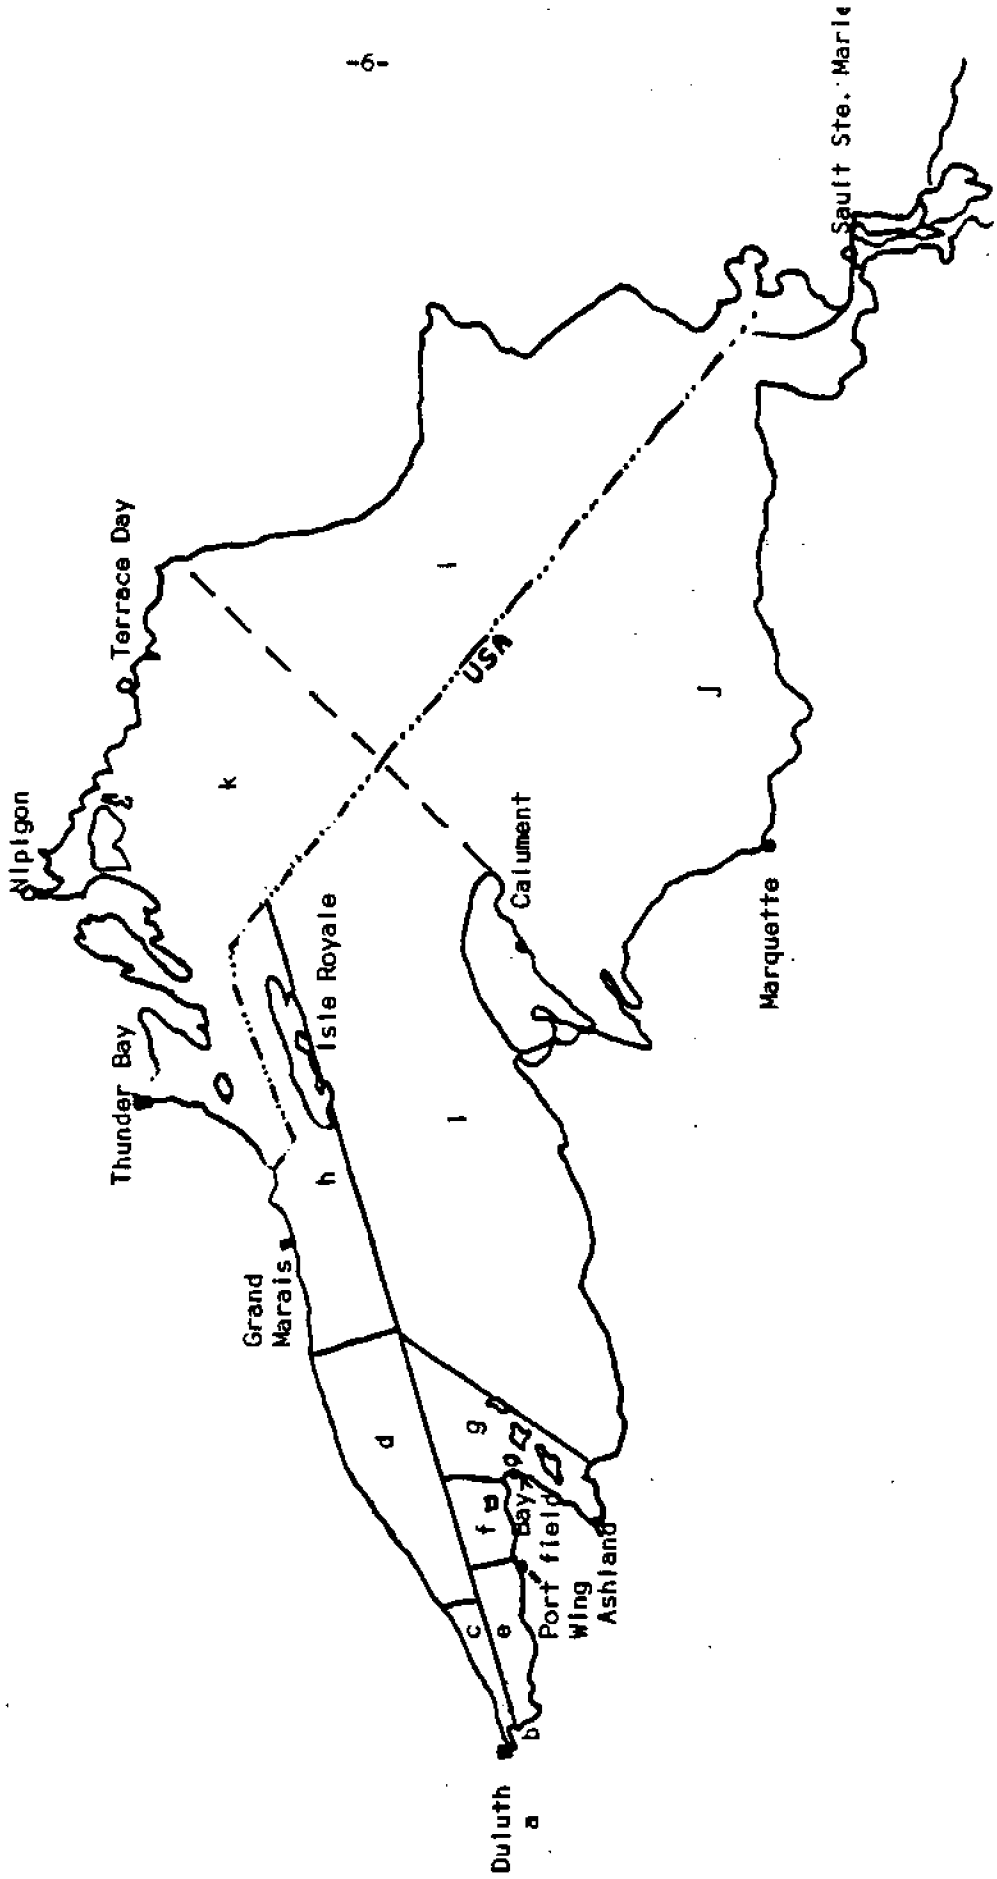 -6-
Nipigon
Terrace Day
Thunder Bay
k
Isle Royale
h
Grand
Marais
l
USA
Sault Ste. Marie
Calument
J
Marquette
l
d
g
f
Bay-
field
c
e
Port
Wing
Ashland
b
Duluth
a